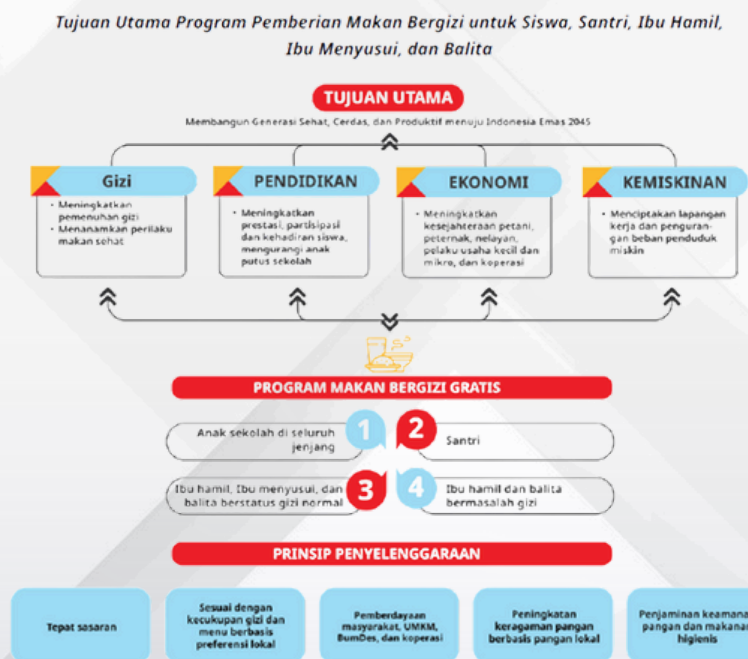 Tujuan Utama Program Pemberian Makan Bergizi untuk Siswa, Santri, Ibu Hamil,
Ibu Menyusui, dan Balita
TUJUAN UTAMA
Membangun Generasi Sehat, Cerdas, dan Produktif menuju Indonesia Emas 2045
Gizi
• Meningkatkan
pemenuhan gizi
• Menanamkan perilaku
makan sehat
PENDIDIKAN
• Meningkatkan
prestasi, partisipasi
dan kehadiran siswa,
mengurangi anak
putus sekolah
EKONOMI
• Meningkatkan
kesejahteraan petani,
peternak, nelayan,
pelaku usaha kecil dan
mikro, dan koperasi
KEMISKINAN
• Menciptakan lapangan
kerja dan penguran-
gan beban penduduk
miskin
PROGRAM MAKAN BERGIZI GRATIS
Anak sekolah di seluruh
jenjang
1
2
Santri
Ibu hamil, Ibu menyusui, dan
balita berstatus gizi normal
3
4
Ibu hamil dan balita
bermasalah gizi
PRINSIP PENYELENGGARAAN
Tepat sasaran
Sesuai dengan
kecukupan gizi dan
menu berbasis
preferensi lokal
Pemberdayaan
masyarakat, UMKM,
BumDes, dan koperasi
Peningkatan
keragaman pangan
berbasis pangan lokal
Penjaminan keamana
pangan dan makana
higienis